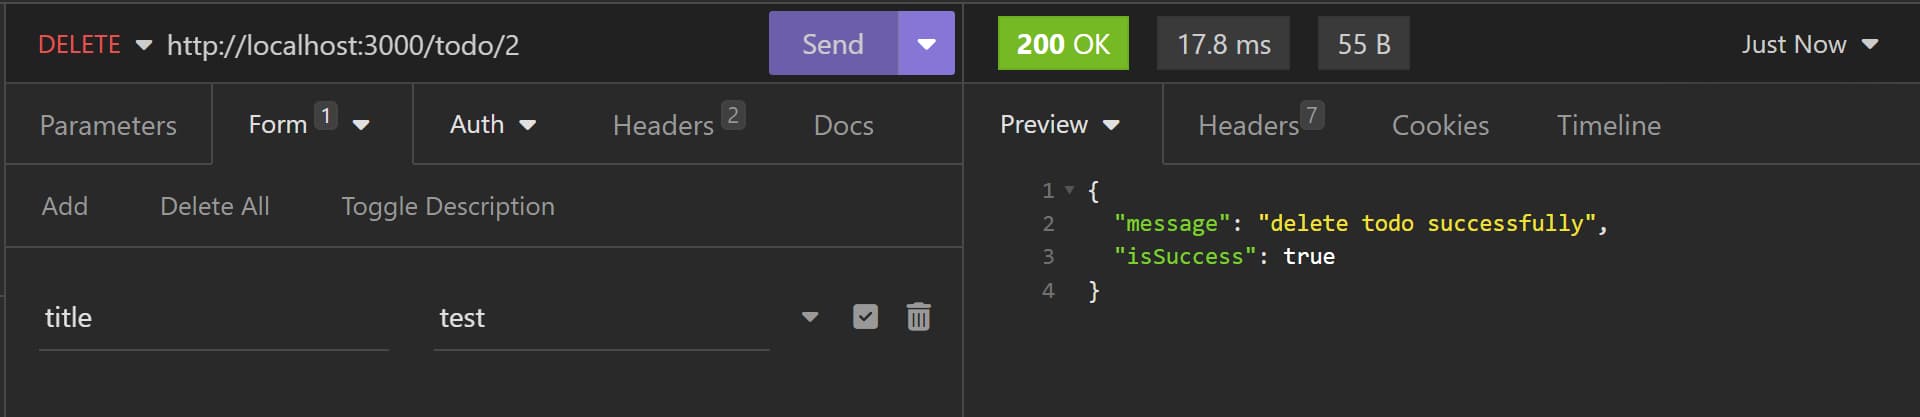 DELETE http://localhost:3000/todo/2 Send
200 OK 17.8 ms 55 B Just Now
Parameters Form 1 Auth Headers 2 Docs
Preview Headers 7 Cookies Timeline
Add Delete All Toggle Description
title test
1 {
2 "message": "delete todo successfully",
3 "isSuccess": true
4 }